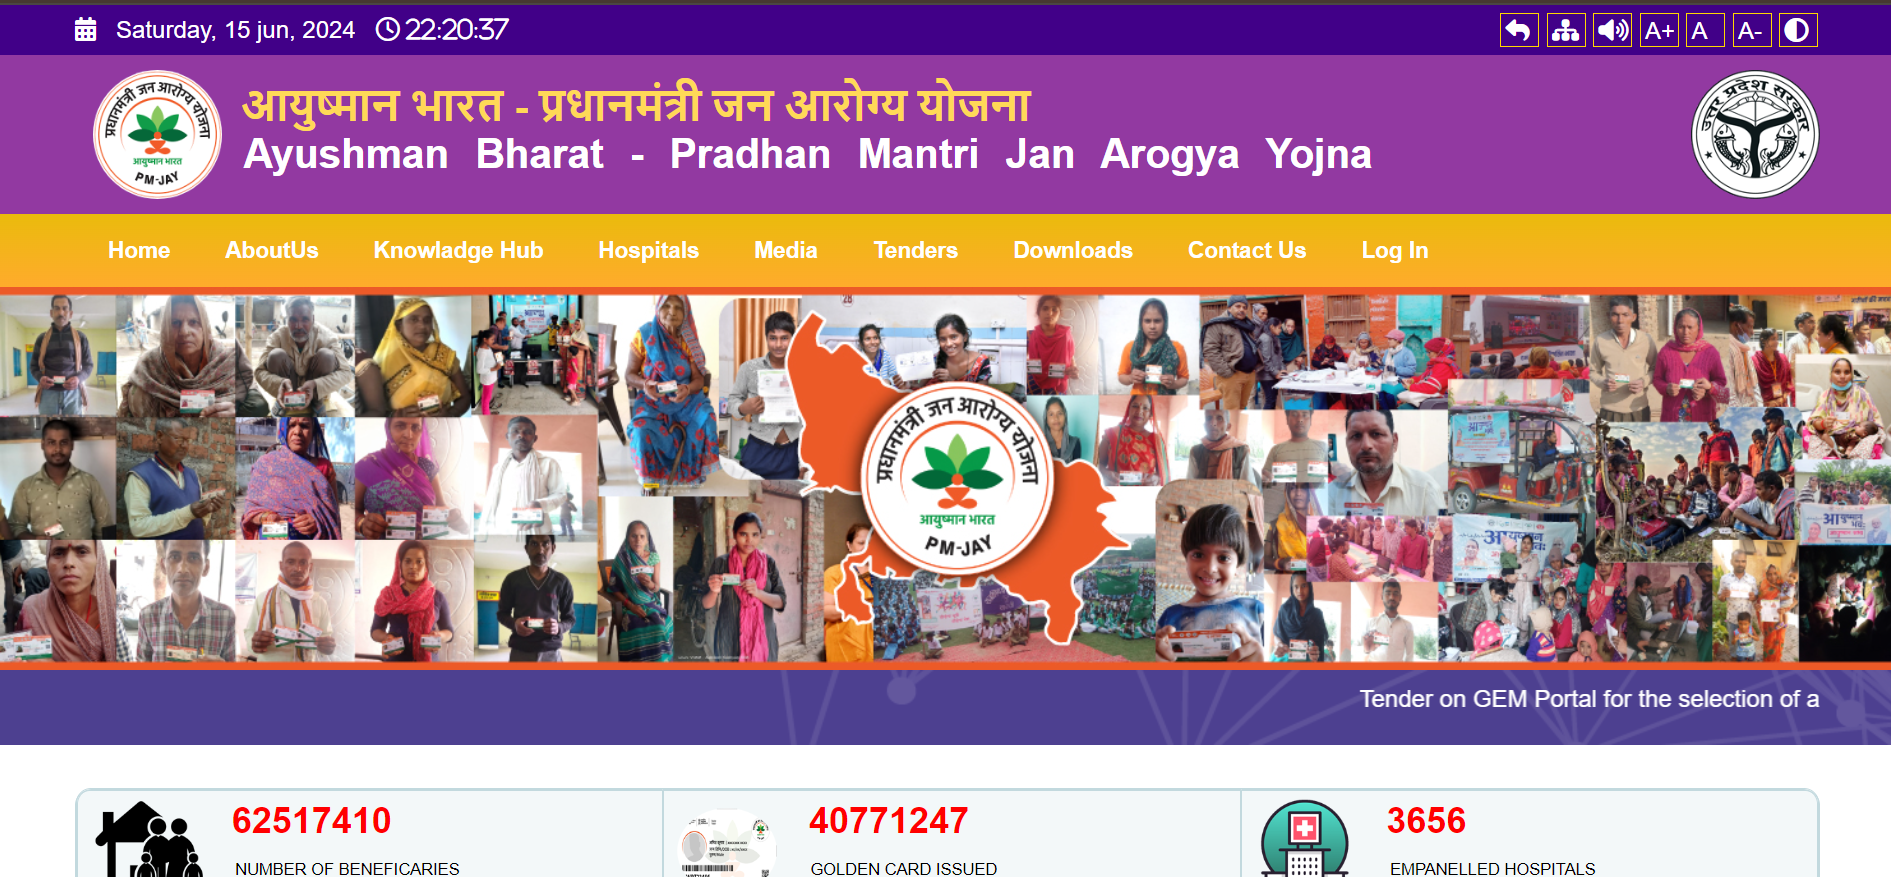 Saturday, 15 jun, 2024 22:20:37
A+ A A-
प्रधानमंत्री जन आरोग्य योजना
आयुष्मान भारत
PM-JAY
आयुष्मान भारत - प्रधानमंत्री जन आरोग्य योजना
Ayushman Bharat - Pradhan Mantri Jan Arogya Yojna
उत्तर प्रदेश सरकार
Home AboutUs Knowladge Hub Hospitals Media Tenders Downloads Contact Us Log In
28
प्रधानमंत्री जन आरोग्य योजना
आयुष्मान भारत
PM-JAY
Tender on GEM Portal for the selection of a
62517410 40771247 3656
NUMBER OF BENEFICARIES GOLDEN CARD ISSUED EMPANELLED HOSPITALS